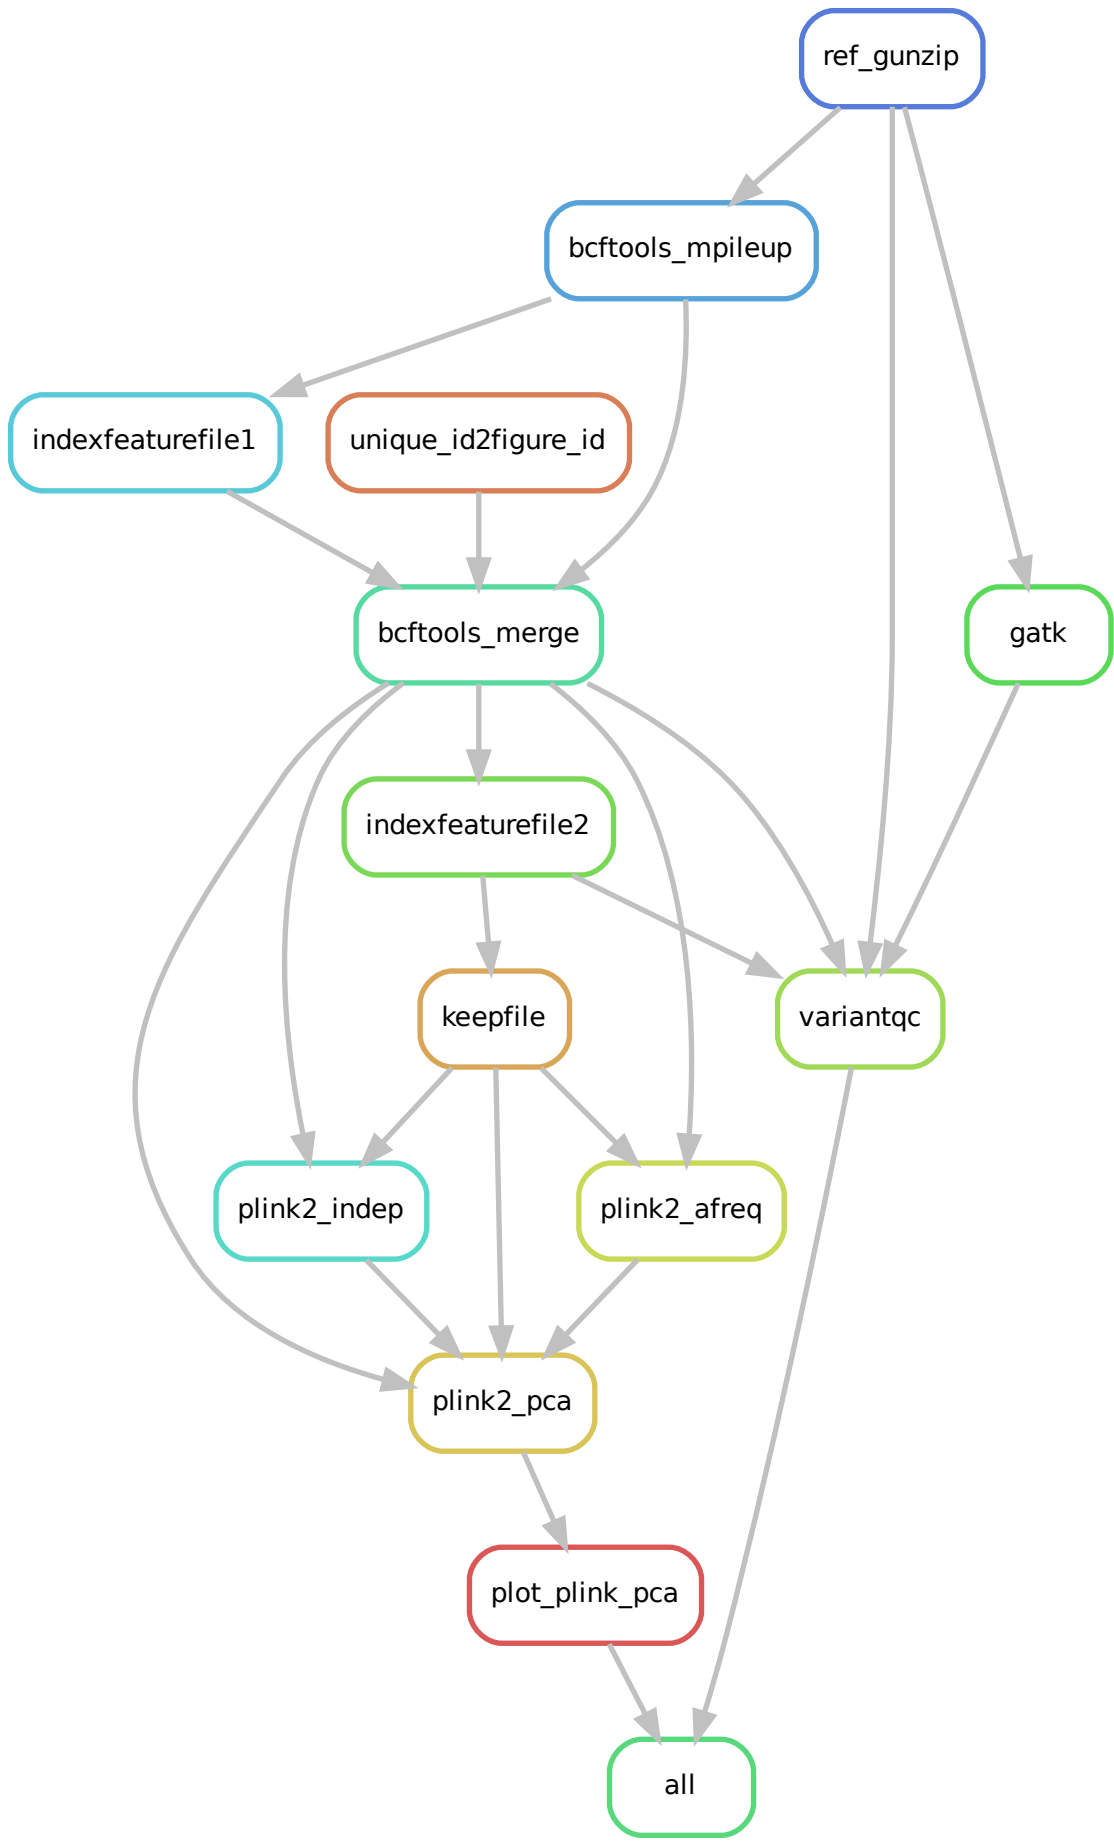 ref_gunzip
bcftools_mpileup
indexfeaturefile1
unique_id2figure_id
bcftools_merge
gatk
indexfeaturefile2
keepfile
variantqc
plink2_indep
plink2_afreq
plink2_pca
plot_plink_pca
all